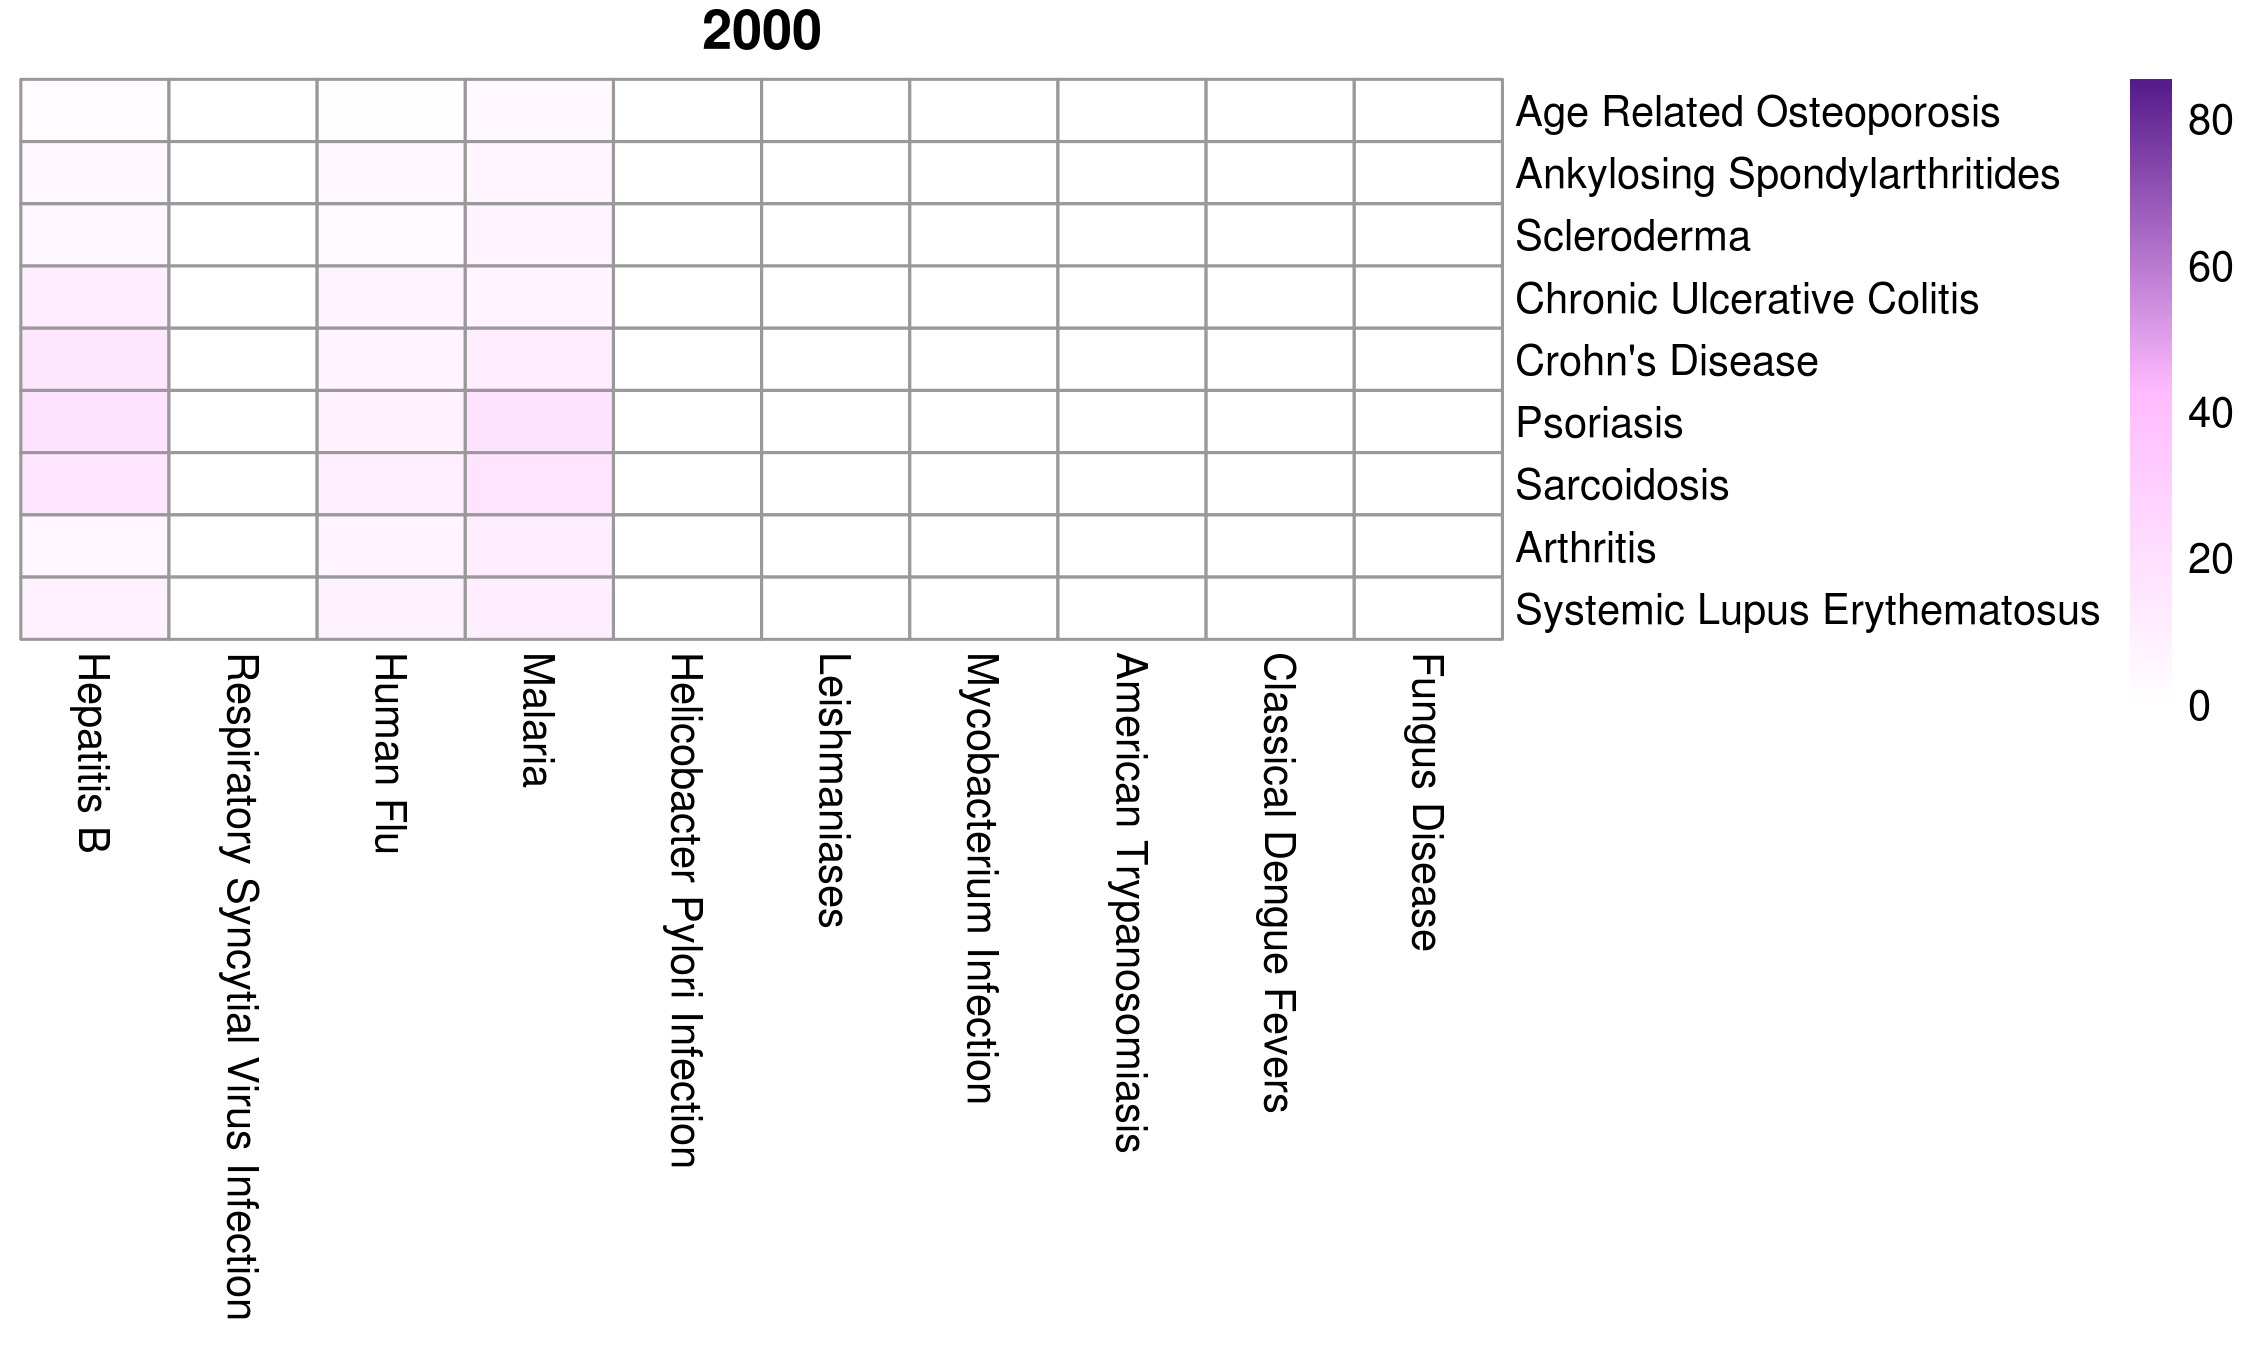 2000
Age Related Osteoporosis
Ankylosing Spondylarthritides
Scleroderma
Chronic Ulcerative Colitis
Crohn's Disease
Psoriasis
Sarcoidosis
Arthritis
Systemic Lupus Erythematosus
80
60
40
20
0
Hepatitis B
Respiratory Syncytial Virus Infection
Human Flu
Malaria
Helicobacter Pylori Infection
Leishmaniases
Mycobacterium Infection
American Trypanosomiasis
Classical Dengue Fevers
Fungus Disease